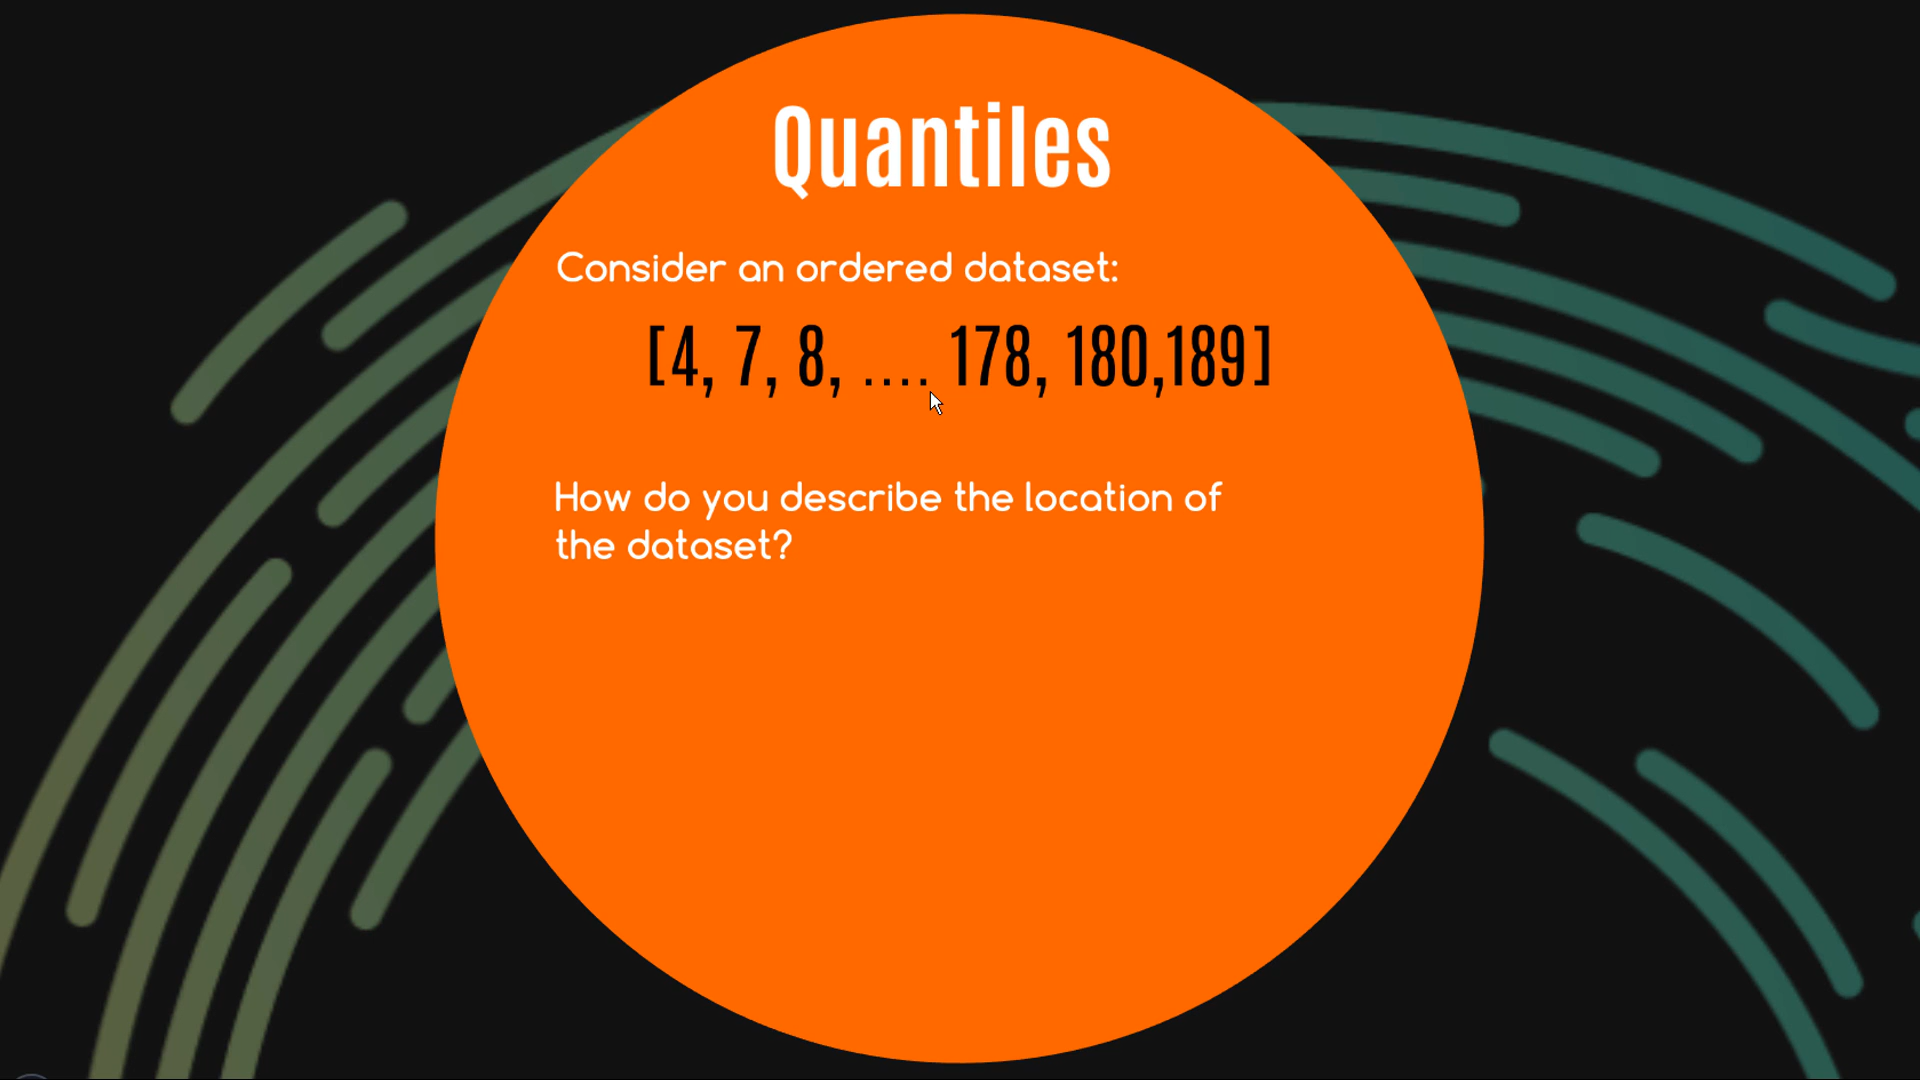 Quantiles
Consider an ordered dataset:
[4, 7, 8, .... 178, 180,189]
How do you describe the location of
the dataset?